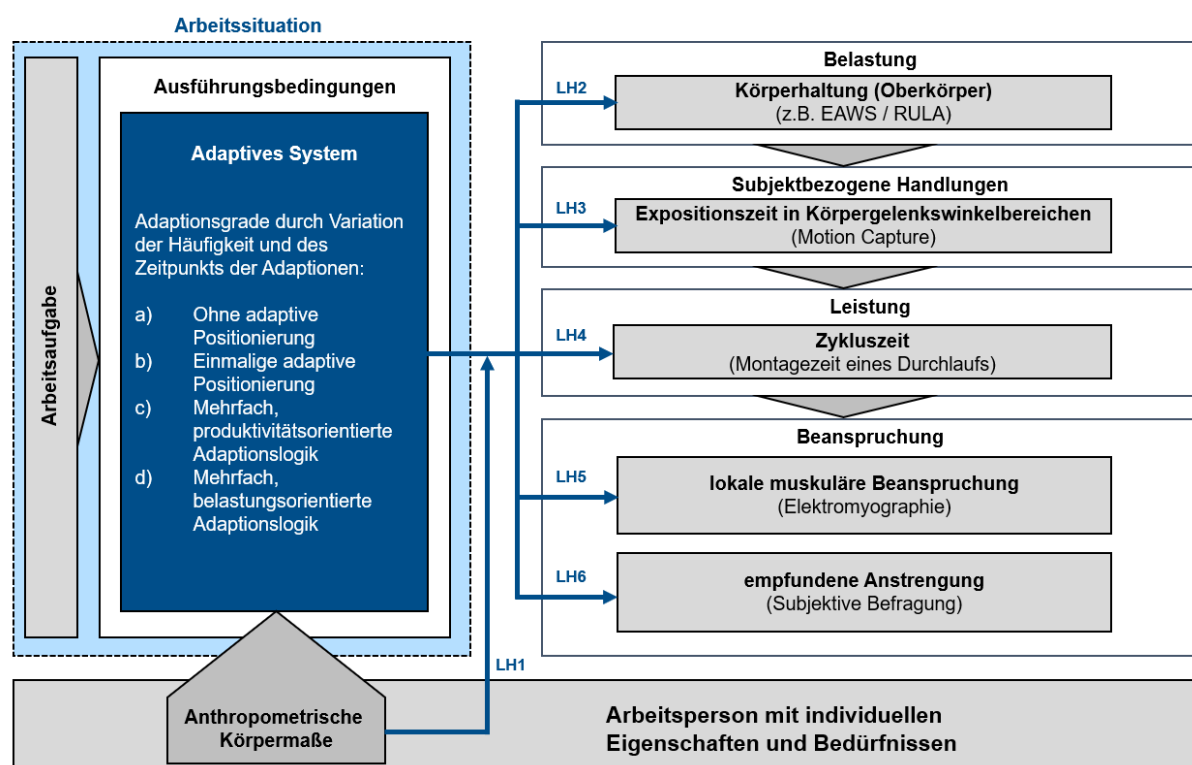 Arbeitssituation
Arbeitsaufgabe
Ausführungsbedingungen
Adaptives System
Adaptionsgrade durch Variation
der Häufigkeit und des
Zeitpunkts der Adaptionen:
a) Ohne adaptive
Positionierung
b) Einmalige adaptive
Positionierung
c) Mehrfach,
produktivitätsorientierte
Adaptionslogik
d) Mehrfach,
belastungsorientierte
Adaptionslogik
Anthropometrische
Körpermaße
LH1
LH2
Belastung
Körperhaltung (Oberkörper)
(z.B. EAWS / RULA)
LH3
Subjektbezogene Handlungen
Expositionszeit in Körpergelenkswinkelbereichen
(Motion Capture)
LH4
Leistung
Zykluszeit
(Montagezeit eines Durchlaufs)
Beanspruchung
LH5
lokale muskuläre Beanspruchung
(Elektromyographie)
LH6
empfundene Anstrengung
(Subjektive Befragung)
Arbeitsperson mit individuellen
Eigenschaften und Bedürfnissen